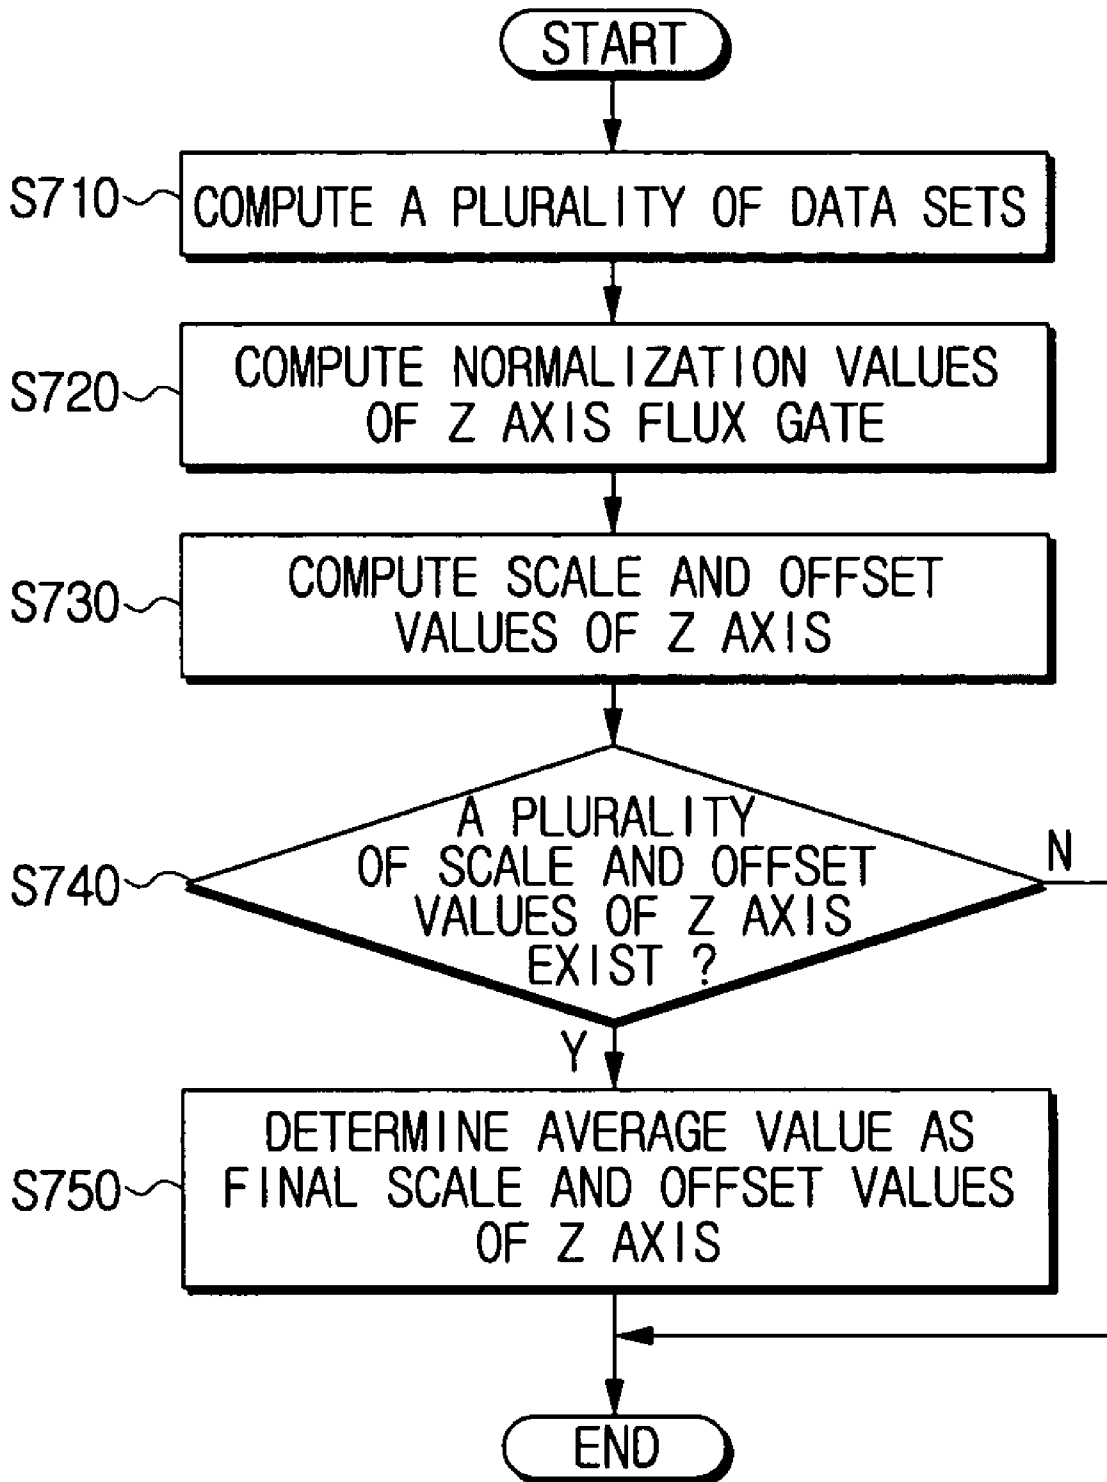 START
S710
COMPUTE A PLURALITY OF DATA SETS
S720
COMPUTE NORMALIZATION VALUES
OF Z AXIS FLUX GATE
S730
COMPUTE SCALE AND OFFSET
VALUES OF Z AXIS
S740
A PLURALITY
OF SCALE AND OFFSET
VALUES OF Z AXIS
EXIST ?
N
Y
S750
DETERMINE AVERAGE VALUE AS
FINAL SCALE AND OFFSET VALUES
OF Z AXIS
END